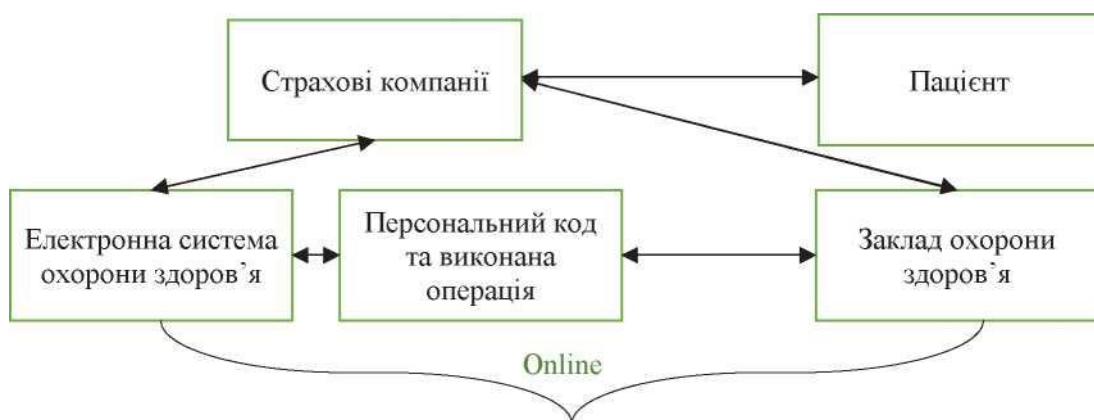 Страхові компанії
Пацієнт
Електронна система
охорони здоров’я
Персональний код
та виконана
операція
Заклад охорони
здоров’я
Online